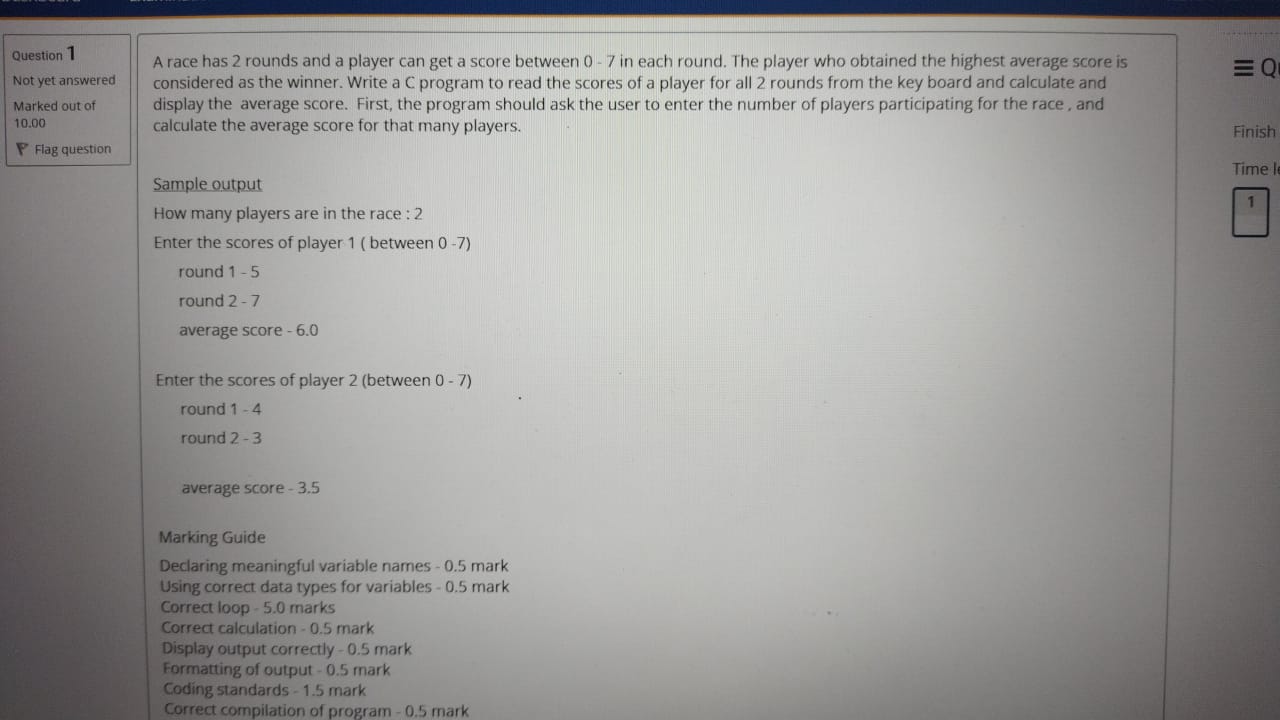 Question 1
Not yet answered
Marked out of
10.00
Flag question
A race has 2 rounds and a player can get a score between 0 - 7 in each round. The player who obtained the highest average score is
considered as the winner. Write a C program to read the scores of a player for all 2 rounds from the key board and calculate and
display the average score. First, the program should ask the user to enter the number of players participating for the race , and
calculate the average score for that many players.
Sample output
How many players are in the race : 2
Enter the scores of player 1 ( between 0 -7)
round 1 - 5
round 2 - 7
average score - 6.0
Enter the scores of player 2 (between 0 - 7)
round 1 - 4
round 2 - 3
average score - 3.5
Marking Guide
Declaring meaningful variable names - 0.5 mark
Using correct data types for variables - 0.5 mark
Correct loop - 5.0 marks
Correct calculation - 0.5 mark
Display output correctly - 0.5 mark
Formatting of output - 0.5 mark
Coding standards - 1.5 mark
Correct compilation of program - 0.5 mark
Finish
Time
1